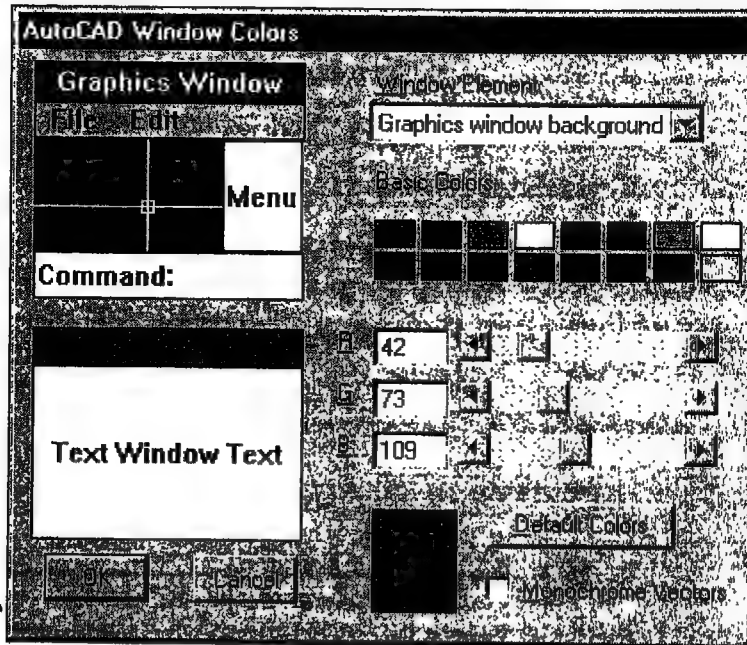 AutoCAD Window Colors
Graphics Window
File Edit
Menu
Command:
Text Window Text
OK Cancel
Window Element
Graphics window background
Basic Colors
R 42
G 73
B 109
Default Colors
Monochrome Vectors